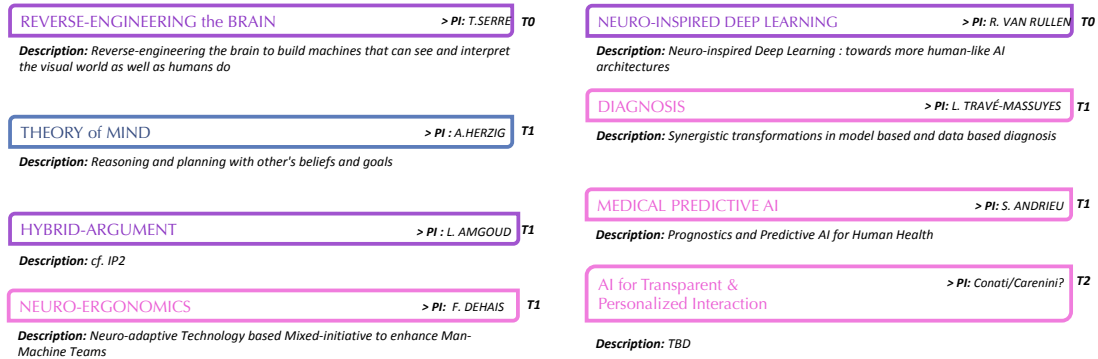 REVERSE-ENGINEERING the BRAIN > PI: T.SERRE T0
Description: Reverse-engineering the brain to build machines that can see and interpret
the visual world as well as humans do
THEORY of MIND > PI : A.HERZIG T1
Description: Reasoning and planning with other's beliefs and goals
HYBRID-ARGUMENT > PI : L. AMGOUD T1
Description: cf. IP2
NEURO-ERGONOMICS > PI: F. DEHAIS T1
Description: Neuro-adaptive Technology based Mixed-initiative to enhance Man-
Machine Teams
NEURO-INSPIRED DEEP LEARNING > PI: R. VAN RULLEN T0
Description: Neuro-inspired Deep Learning : towards more human-like AI
architectures
DIAGNOSIS > PI: L. TRAVÉ-MASSUYES T1
Description: Synergistic transformations in model based and data based diagnosis
MEDICAL PREDICTIVE AI > PI: S. ANDRIEU T1
Description: Prognostics and Predictive AI for Human Health
AI for Transparent & > PI: Conati/Carenini? T2
Personalized Interaction
Description: TBD